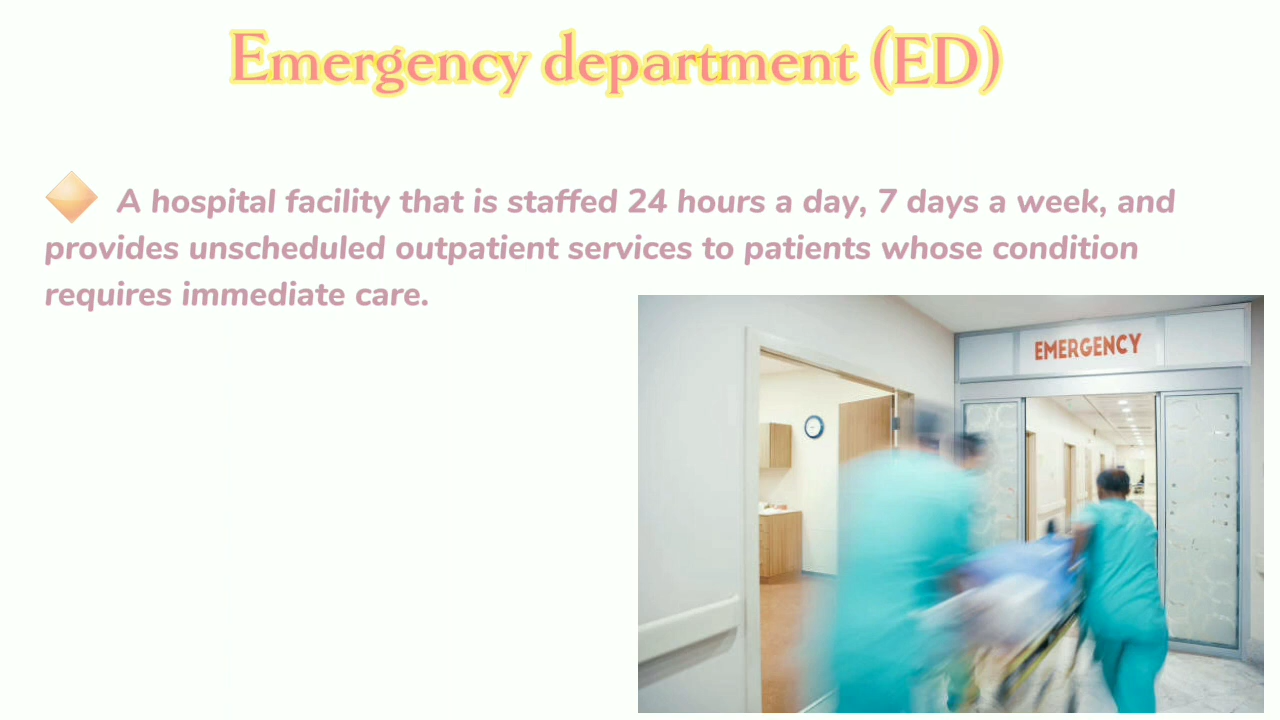 Emergency department (ED)
A hospital facility that is staffed 24 hours a day, 7 days a week, and
provides unscheduled outpatient services to patients whose condition
requires immediate care.
EMERGENCY